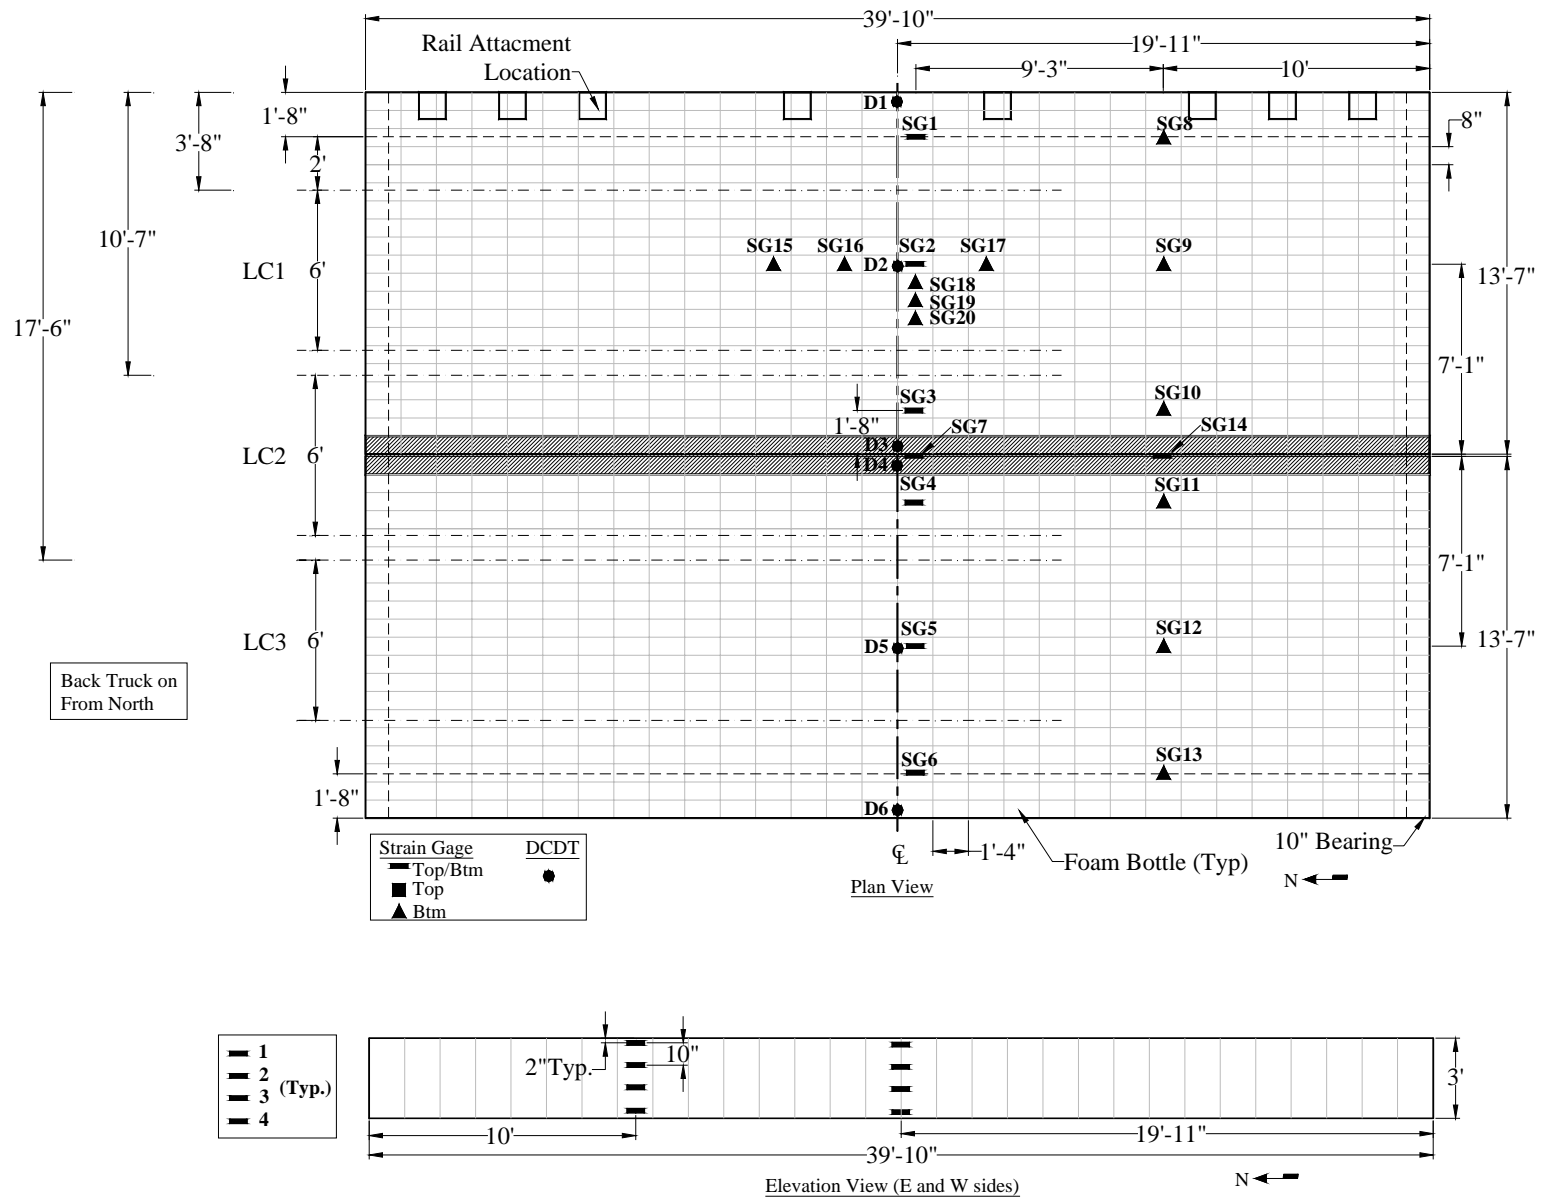 39'-10"
19'-11"
9'-3"
10'
Rail Attacment
Location
1'-8"
3'-8"
2'
D1
SG1
SG8
8"
10'-7"
17'-6"
LC1
6'
SG15
SG16
D2
SG2
SG17
SG9
SG18
SG19
SG20
13'-7"
7'-1"
SG3
1'-8"
SG7
SG10
SG14
LC2
6'
D3
D4
SG4
SG11
7'-1"
LC3
6'
D5
SG5
SG12
13'-7"
Back Truck on
From North
SG6
SG13
1'-8"
D6
Strain Gage
DCDT
Top/Btm
Top
Btm
℄
1'-4"
Foam Bottle (Typ)
10" Bearing
Plan View
N
1
2
3
4
(Typ.)
2"Typ.
10"
3'
10'
19'-11"
39'-10"
Elevation View (E and W sides)
N